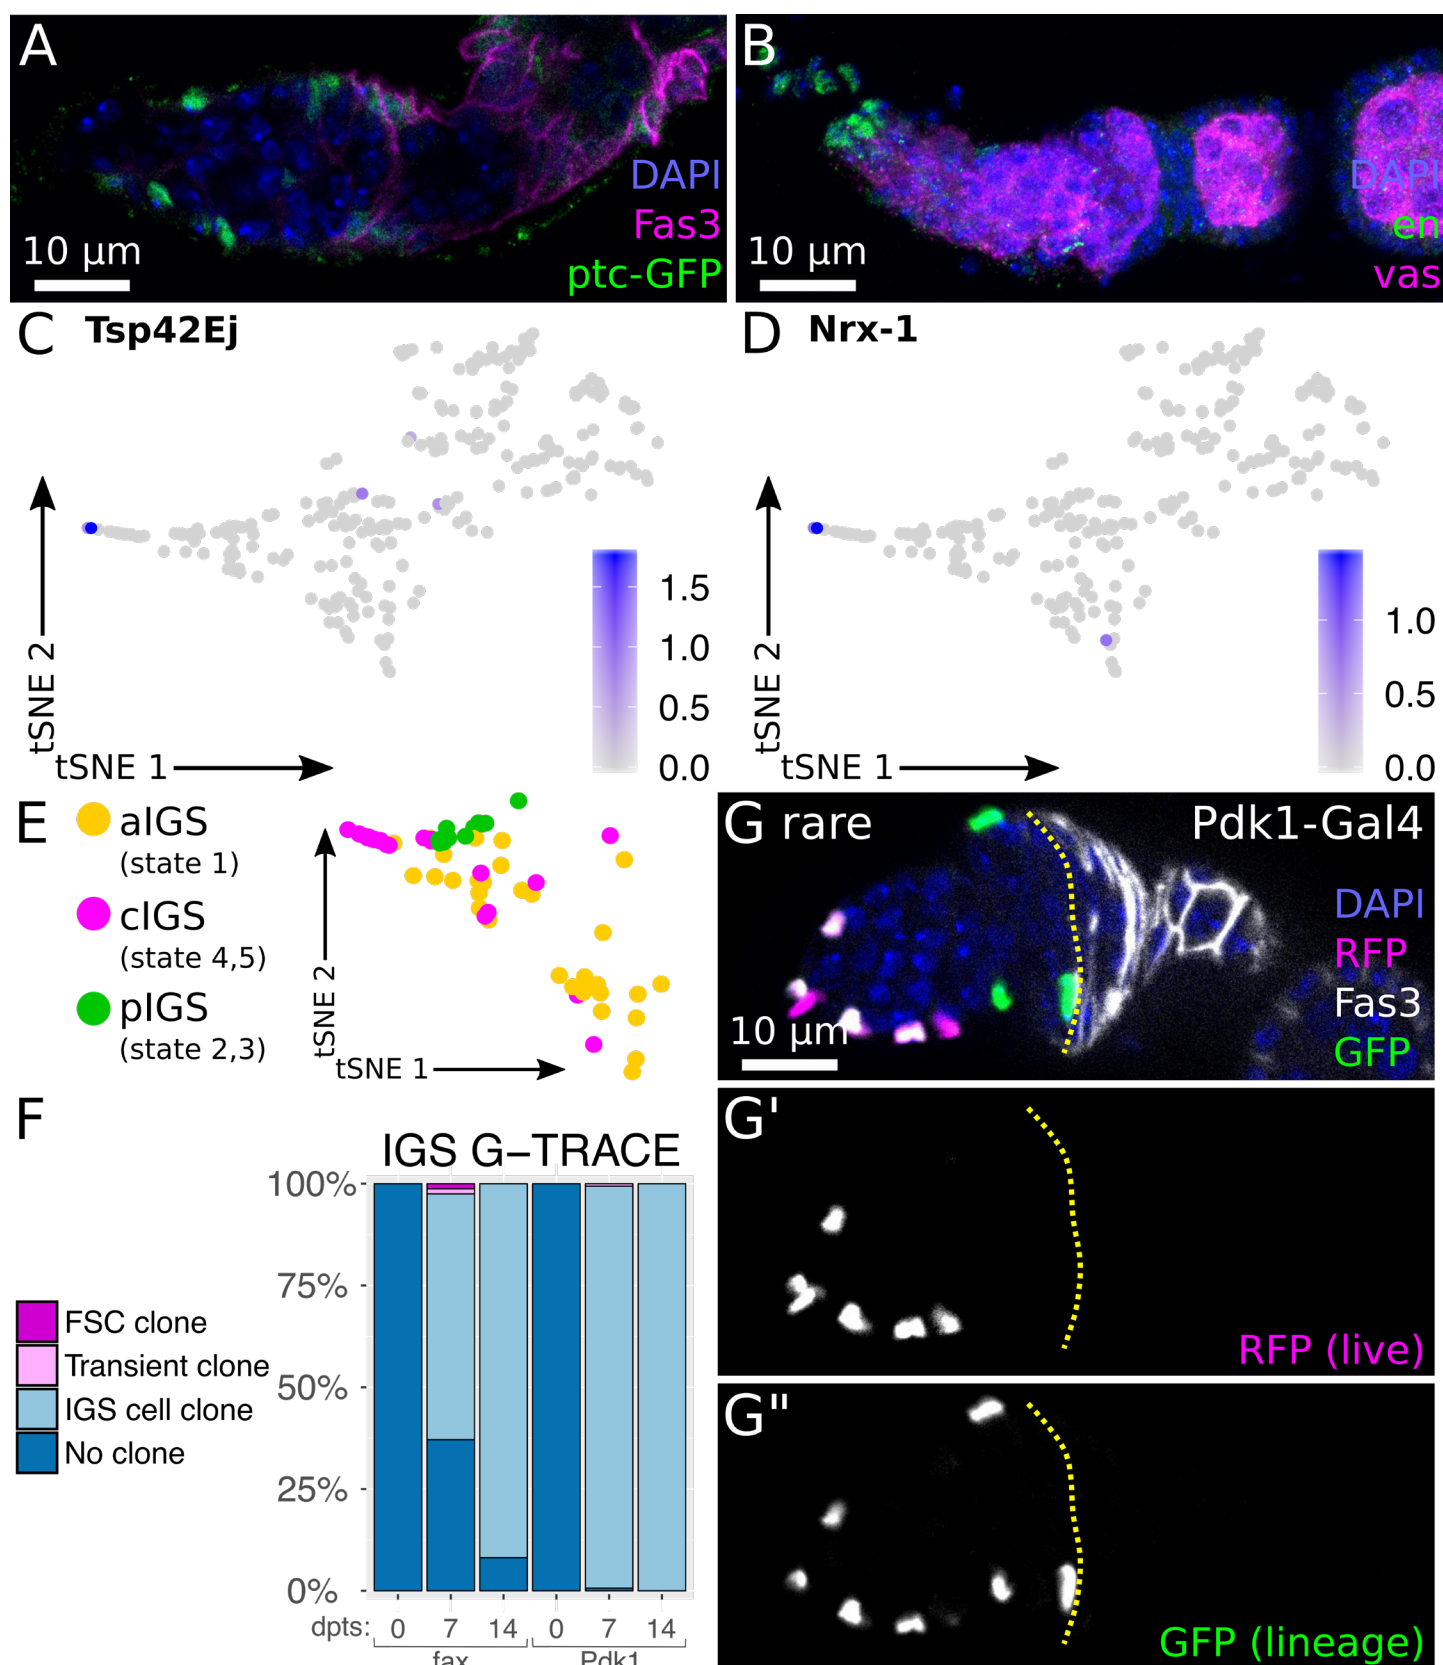 A
DAPI
Fas3
ptc-GFP
10 µm
B
DAPI
en
vas
10 µm
C Tsp42Ej
tSNE 2
tSNE 1
1.5
1.0
0.5
0.0
D Nrx-1
tSNE 2
tSNE 1
1.0
0.5
0.0
E
aIGS
(state 1)
cIGS
(state 4,5)
pIGS
(state 2,3)
tSNE 2
tSNE 1
F
IGS G-TRACE
100%
75%
50%
25%
0%
FSC clone
Transient clone
IGS cell clone
No clone
dpts: 0 7 14 0 7 14
fax Pdk1
G rare Pdk1-Gal4
DAPI
RFP
Fas3
GFP
10 µm
G'
RFP (live)
G"
GFP (lineage)